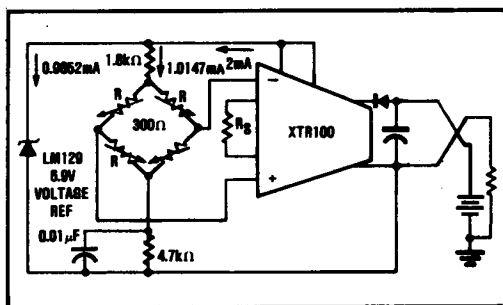 1.8kΩ
0.9852mA
1.0147mA
2mA
R
R
300Ω
RS
XTR100
LM129
6.9V
VOLTAGE
REF
0.01µF
4.7kΩ
−
+